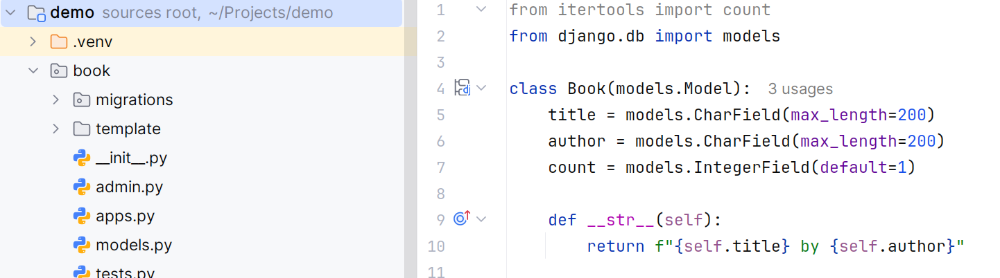 demo sources root, ~/Projects/demo
.venv
book
migrations
template
__init__.py
admin.py
apps.py
models.py
tests.py
1 from itertools import count
2 from django.db import models
3
4 class Book(models.Model): 3 usages
5     title = models.CharField(max_length=200)
6     author = models.CharField(max_length=200)
7     count = models.IntegerField(default=1)
8
9     def __str__(self):
10         return f"{self.title} by {self.author}"
11